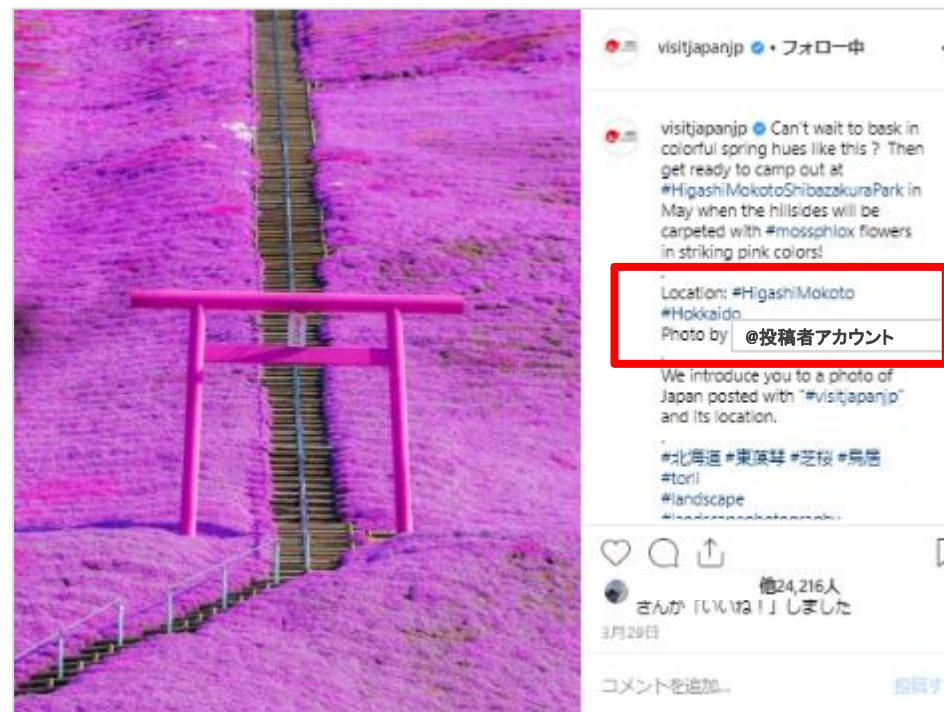 visitjapanjp • フォロー中
visitjapanjp Can't wait to bask in
colorful spring hues like this ? Then
get ready to camp out at
#HigashiMokotoShibazakuraPark in
May when the hillsides will be
carpeted with #mossphlox flowers
in striking pink colors!
.
Location: #HigashiMokoto
#Hokkaido
Photo by @投稿者アカウント
.
We introduce you to a photo of
Japan posted with "#visitjapanjp"
and its location.
.
#北海道 #東藻琴 #芝桜 #鳥居
#torii
#landscape
#landscapephotography
他24,216人
さんが「いいね！」しました
3月29日
コメントを追加...